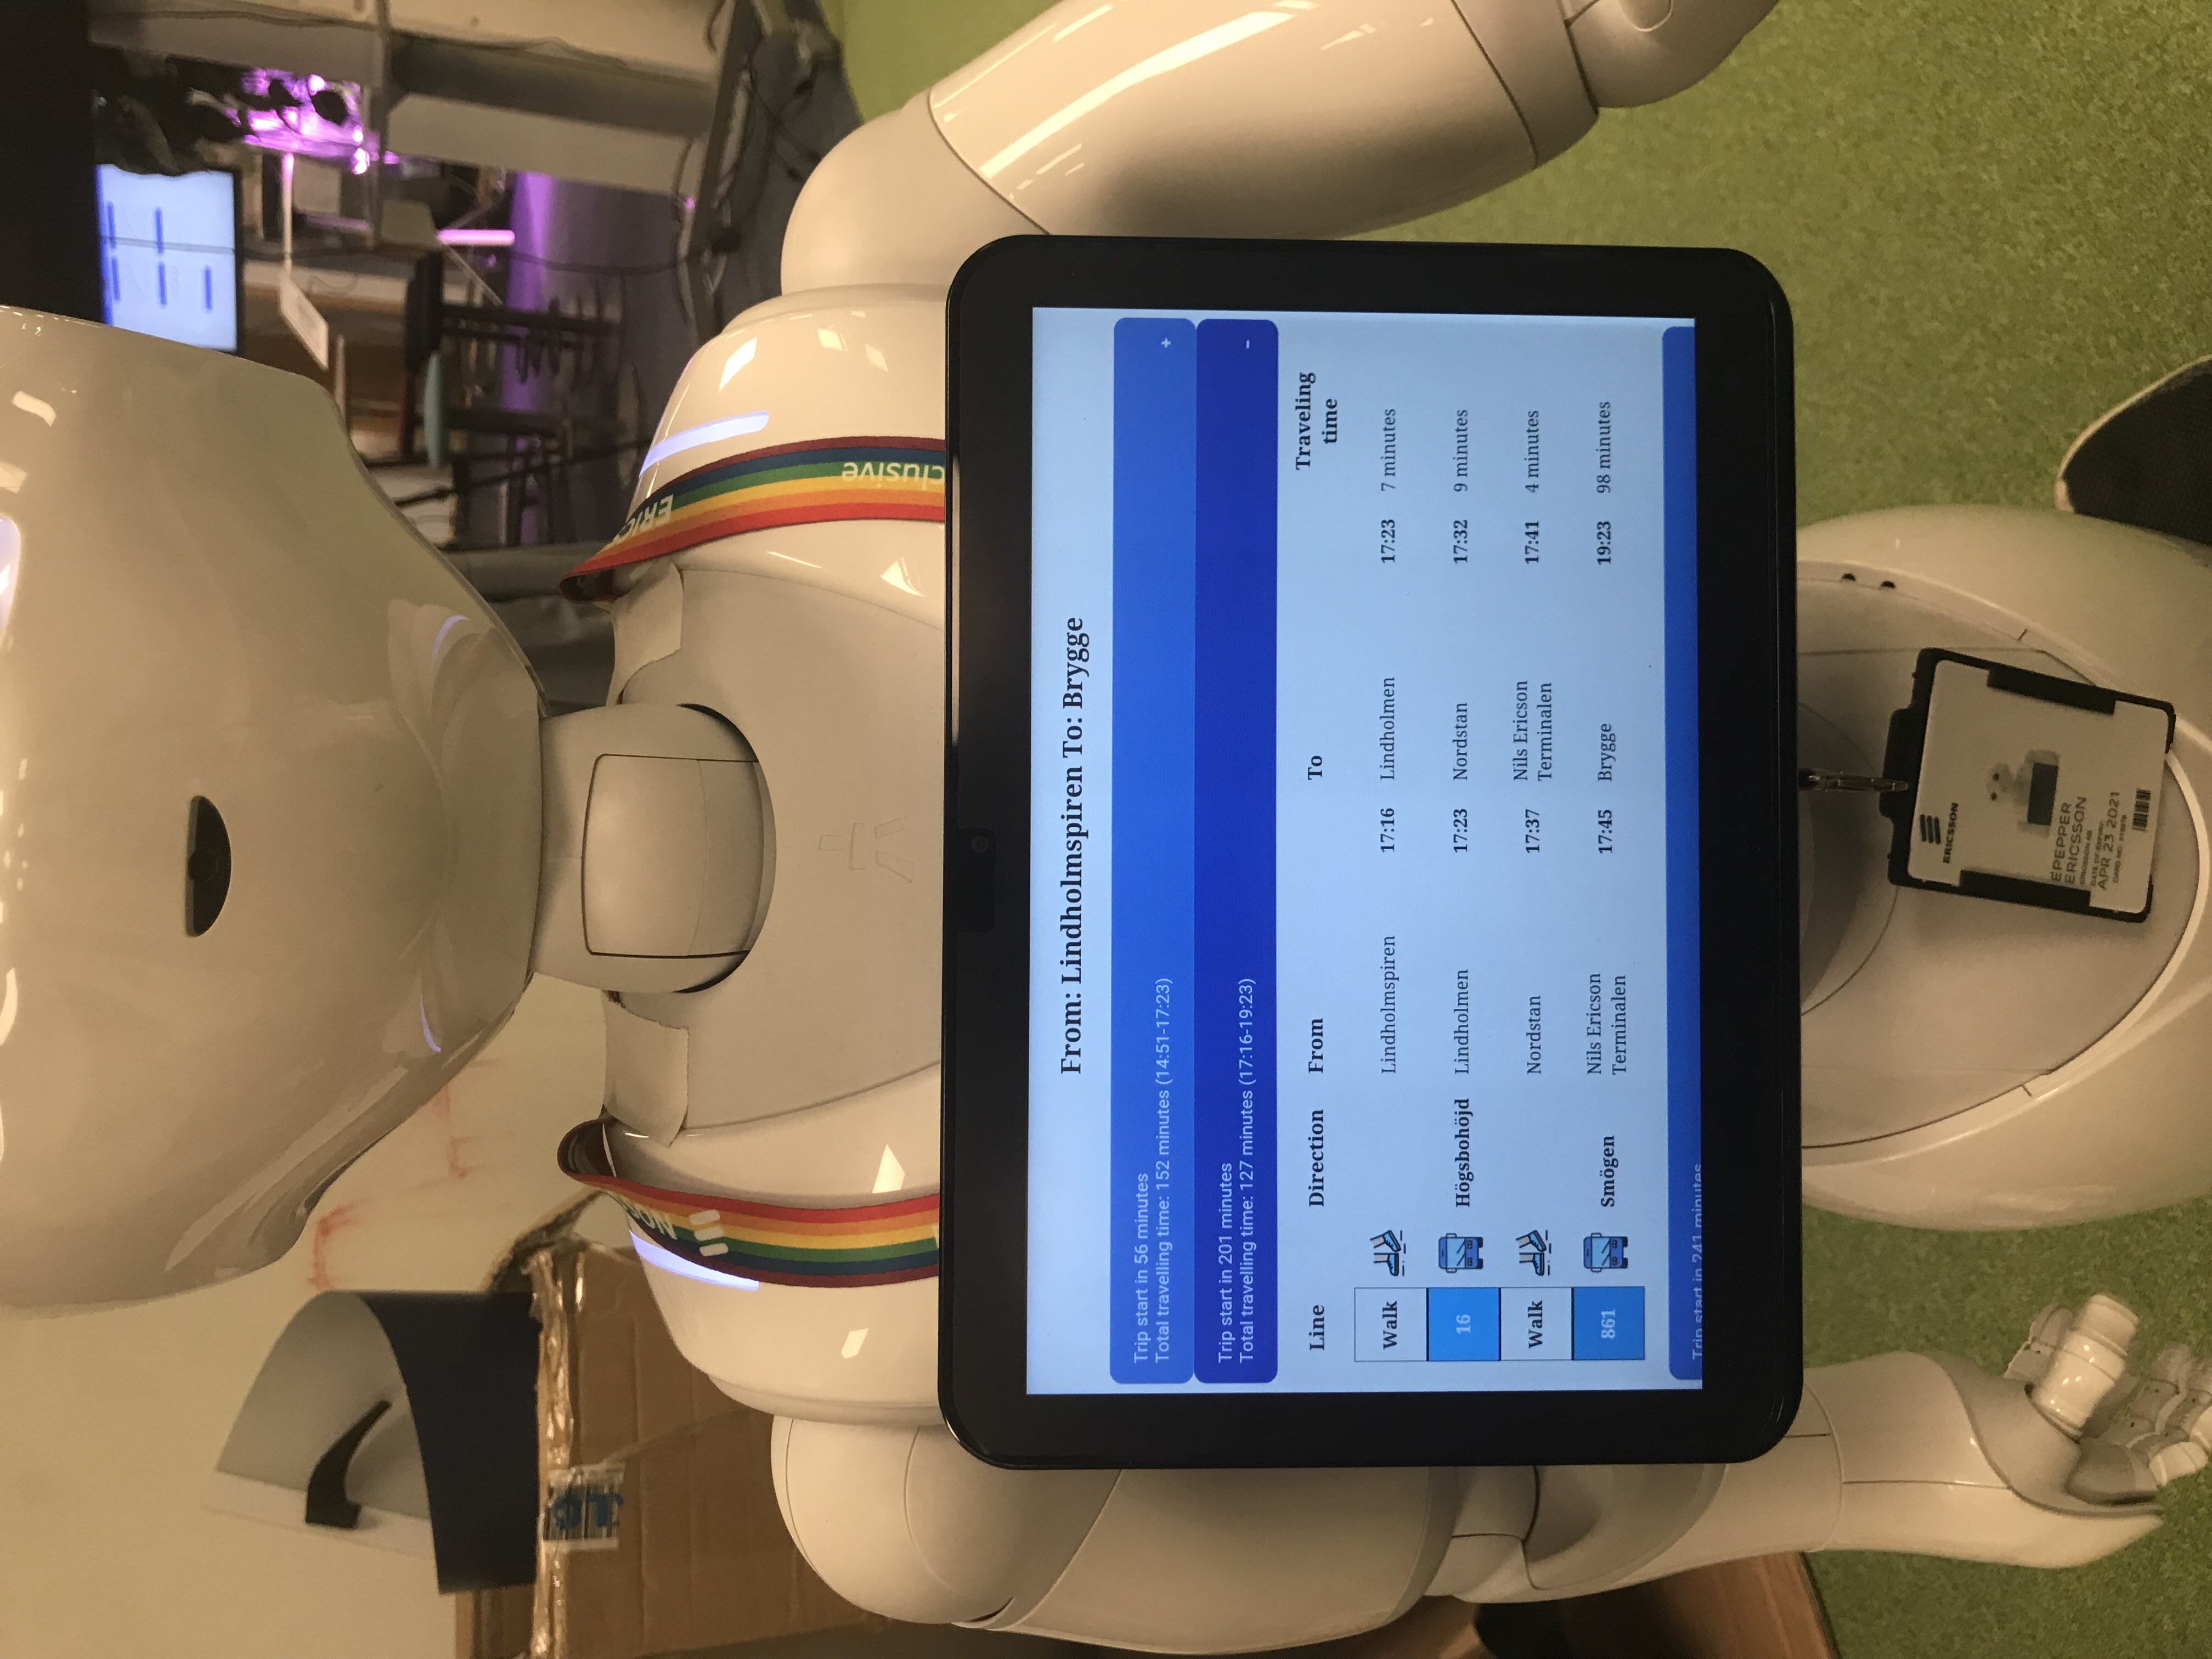 ERIC
clusive
From: Lindholmspiren To: Brygge
Trip start in 56 minutes
Total travelling time: 152 minutes (14:51-17:23)
+
Trip start in 201 minutes
Total travelling time: 127 minutes (17:16-19:23)
-
Line Direction From To Traveling time
Walk Lindholmspiren 17:16 Lindholmen 17:23 7 minutes
16 Högsbohöjd Lindholmen 17:23 Nordstan 17:32 9 minutes
Walk Nordstan 17:37 Nils Ericson Terminalen 17:41 4 minutes
861 Smögen Nils Ericson Terminalen 17:45 Brygge 19:23 98 minutes
Trip start in 241 minutes
ERICSSON
EPEPPER
ERICSSON
ERICSSON AB
DATE OF EXPIRY:
APR 23 2021
CARD NO: